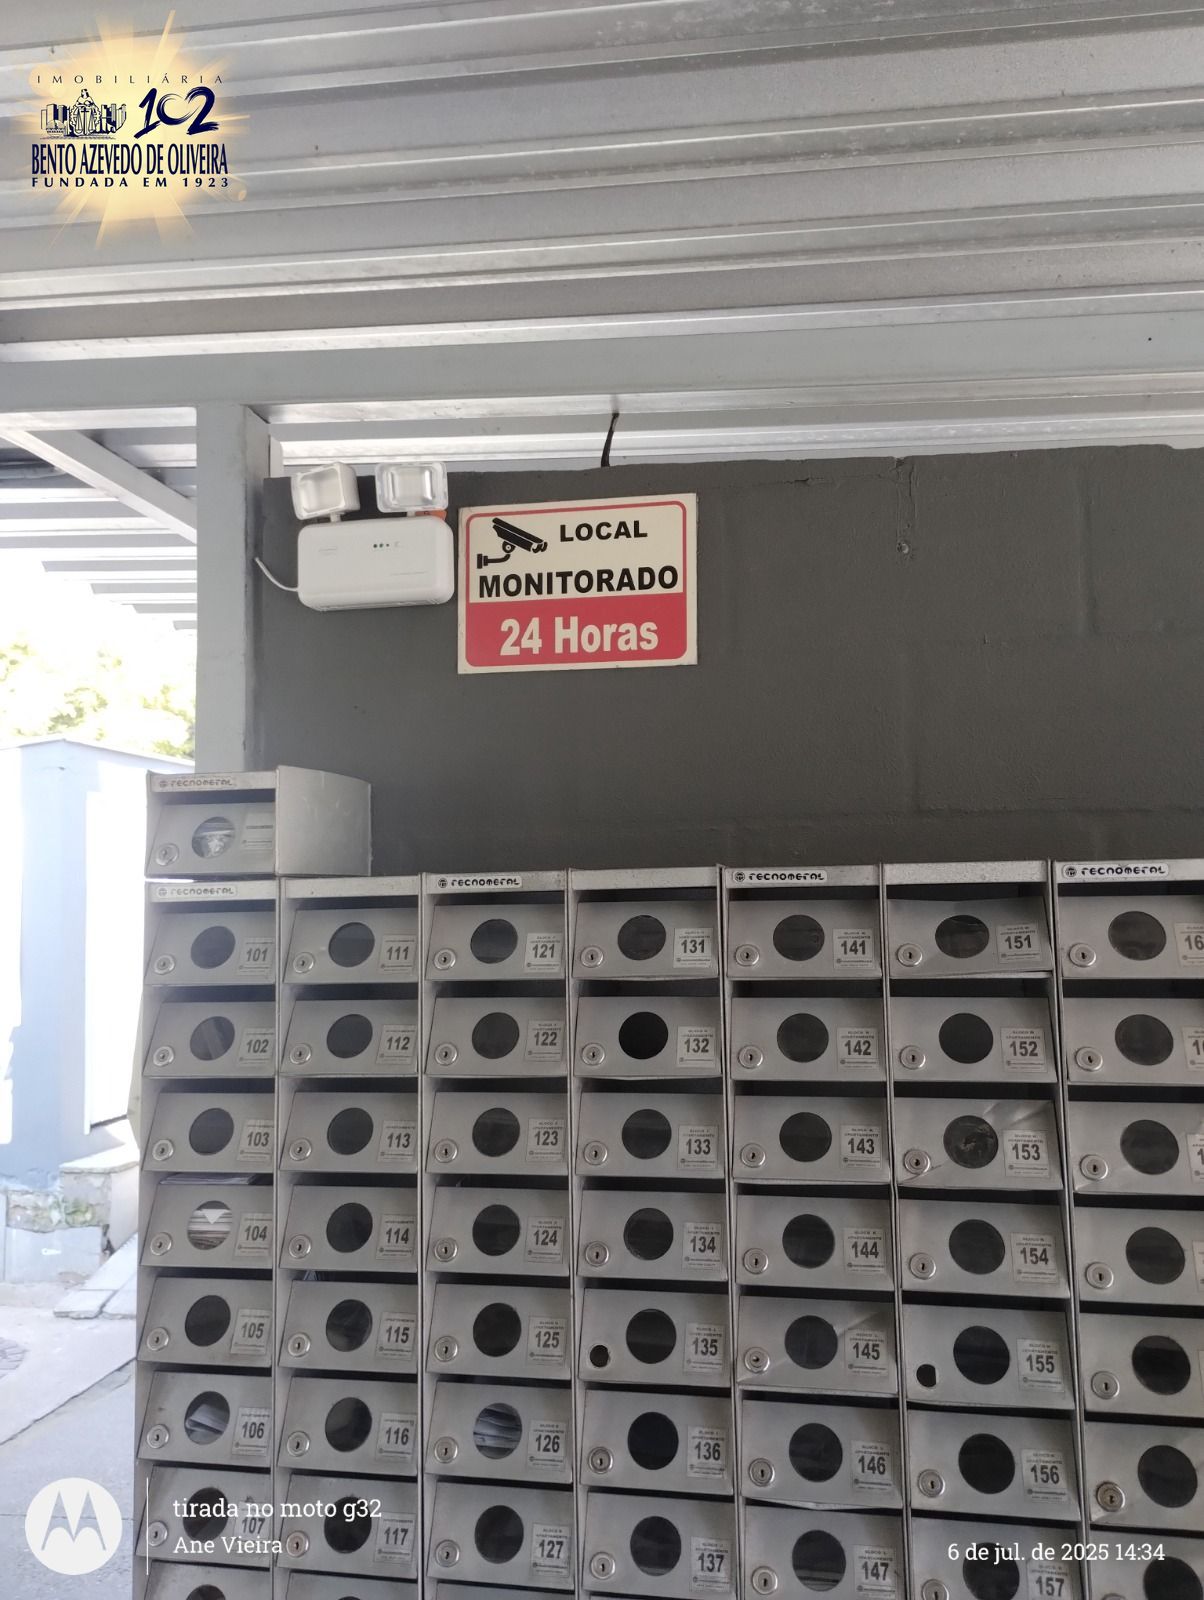 IMOBILIÁRIA
102
BENTO AZEVEDO DE OLIVEIRA
FUNDADA EM 1923
LOCAL
MONITORADO
24 Horas
TECNOMETAL
TECNOMETAL
TECNOMETAL
TECNOMETAL
TECNOMETAL
101 111 121 131 141 151
102 112 122 132 142 152
103 113 123 133 143 153
104 114 124 134 144 154
105 115 125 135 145 155
106 116 126 136 146 156
107 117 127 137 147 157
tirada no moto g32
Ane Vieira
6 de jul. de 2025 14:34